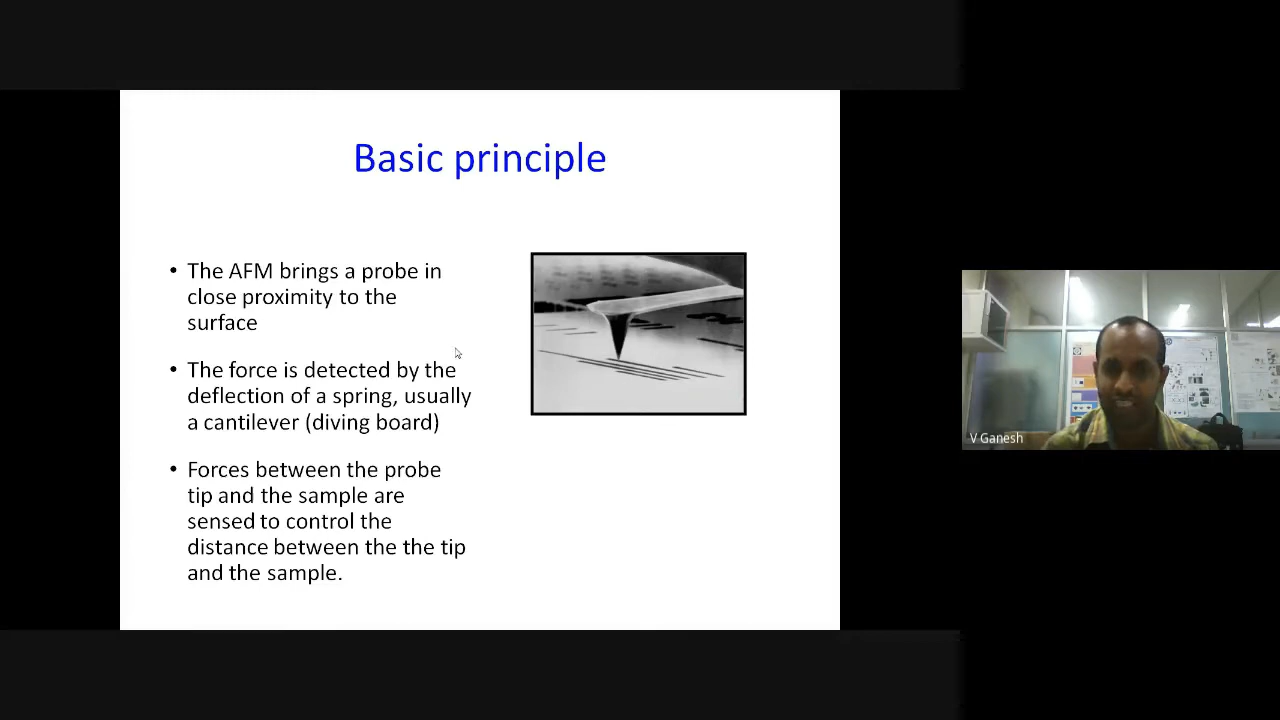 Basic principle
• The AFM brings a probe in
close proximity to the
surface
• The force is detected by the
deflection of a spring, usually
a cantilever (diving board)
• Forces between the probe
tip and the sample are
sensed to control the
distance between the the tip
and the sample.
V Ganesh